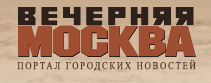 ВЕЧЕРНЯЯ
МОСКВА
ПОРТАЛ ГОРОДСКИХ НОВОСТЕЙ